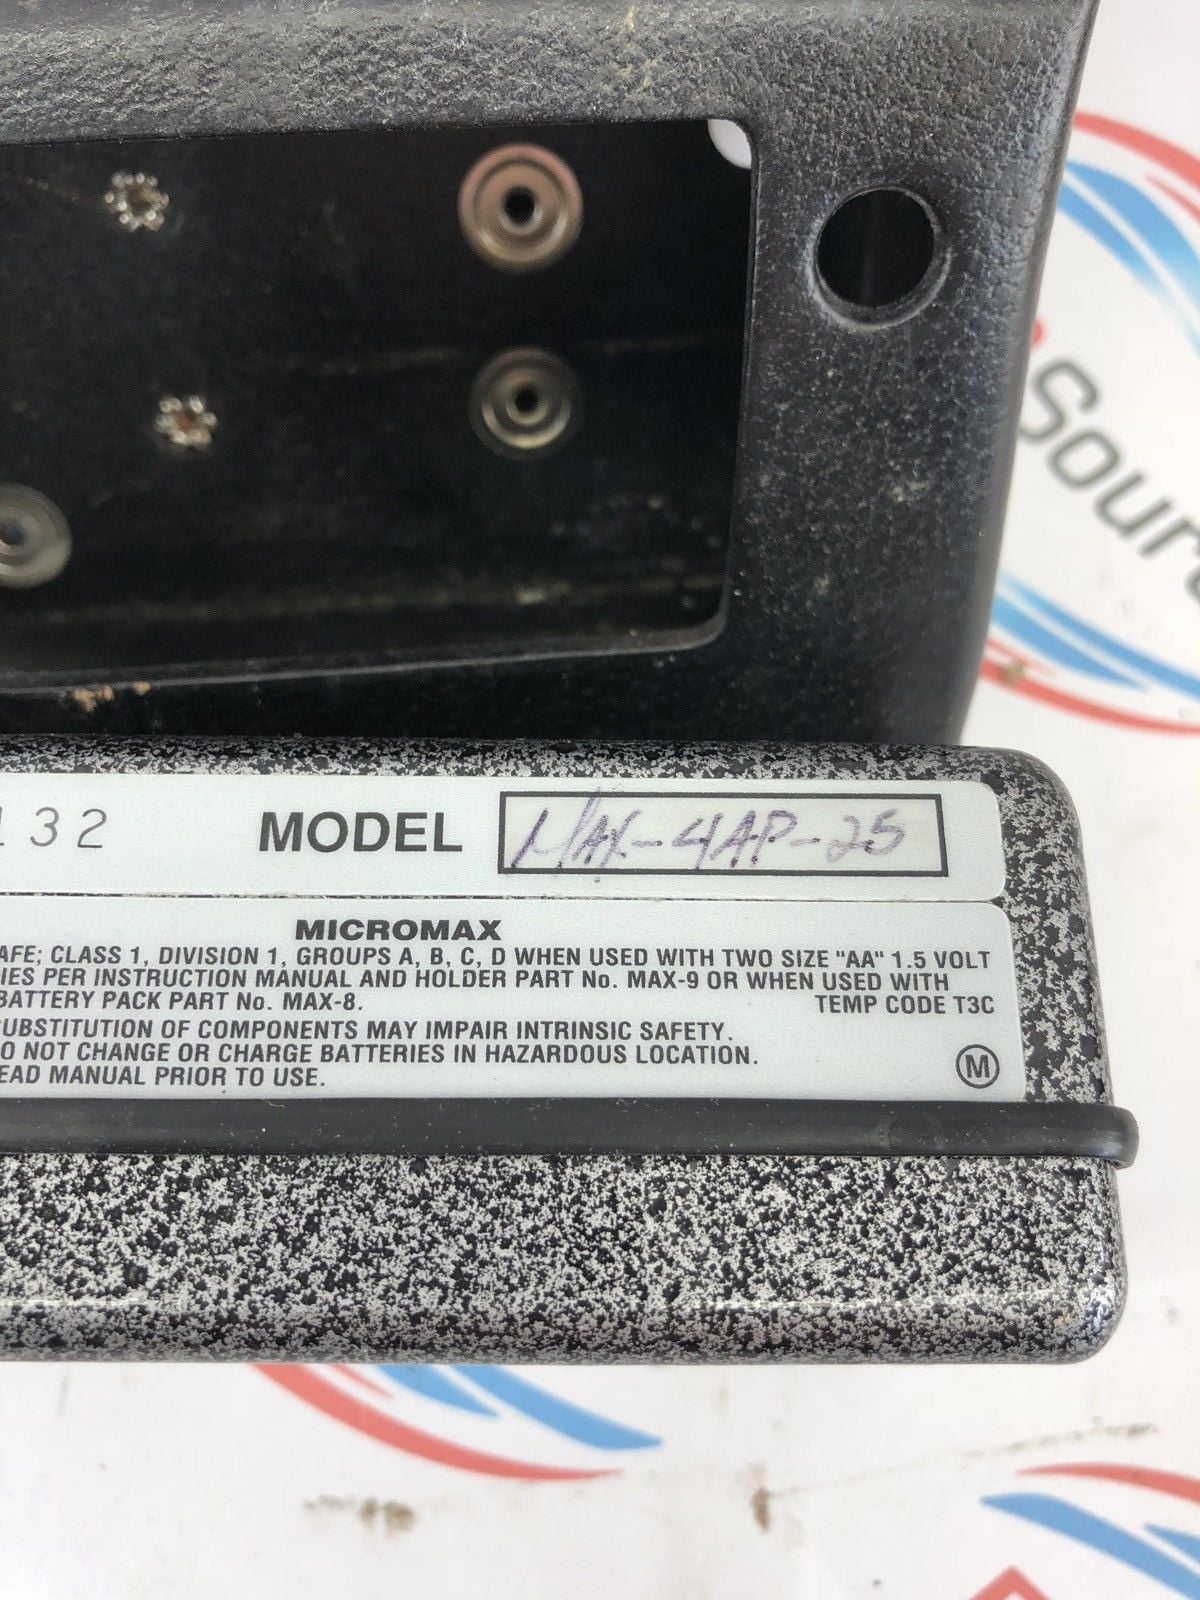 Sour
132 MODEL MAX-4AP-25
MICROMAX
AFE; CLASS 1, DIVISION 1, GROUPS A, B, C, D WHEN USED WITH TWO SIZE "AA" 1.5 VOLT
IES PER INSTRUCTION MANUAL AND HOLDER PART No. MAX-9 OR WHEN USED WITH
BATTERY PACK PART No. MAX-8. TEMP CODE T3C
SUBSTITUTION OF COMPONENTS MAY IMPAIR INTRINSIC SAFETY.
O NOT CHANGE OR CHARGE BATTERIES IN HAZARDOUS LOCATION.
EAD MANUAL PRIOR TO USE. M